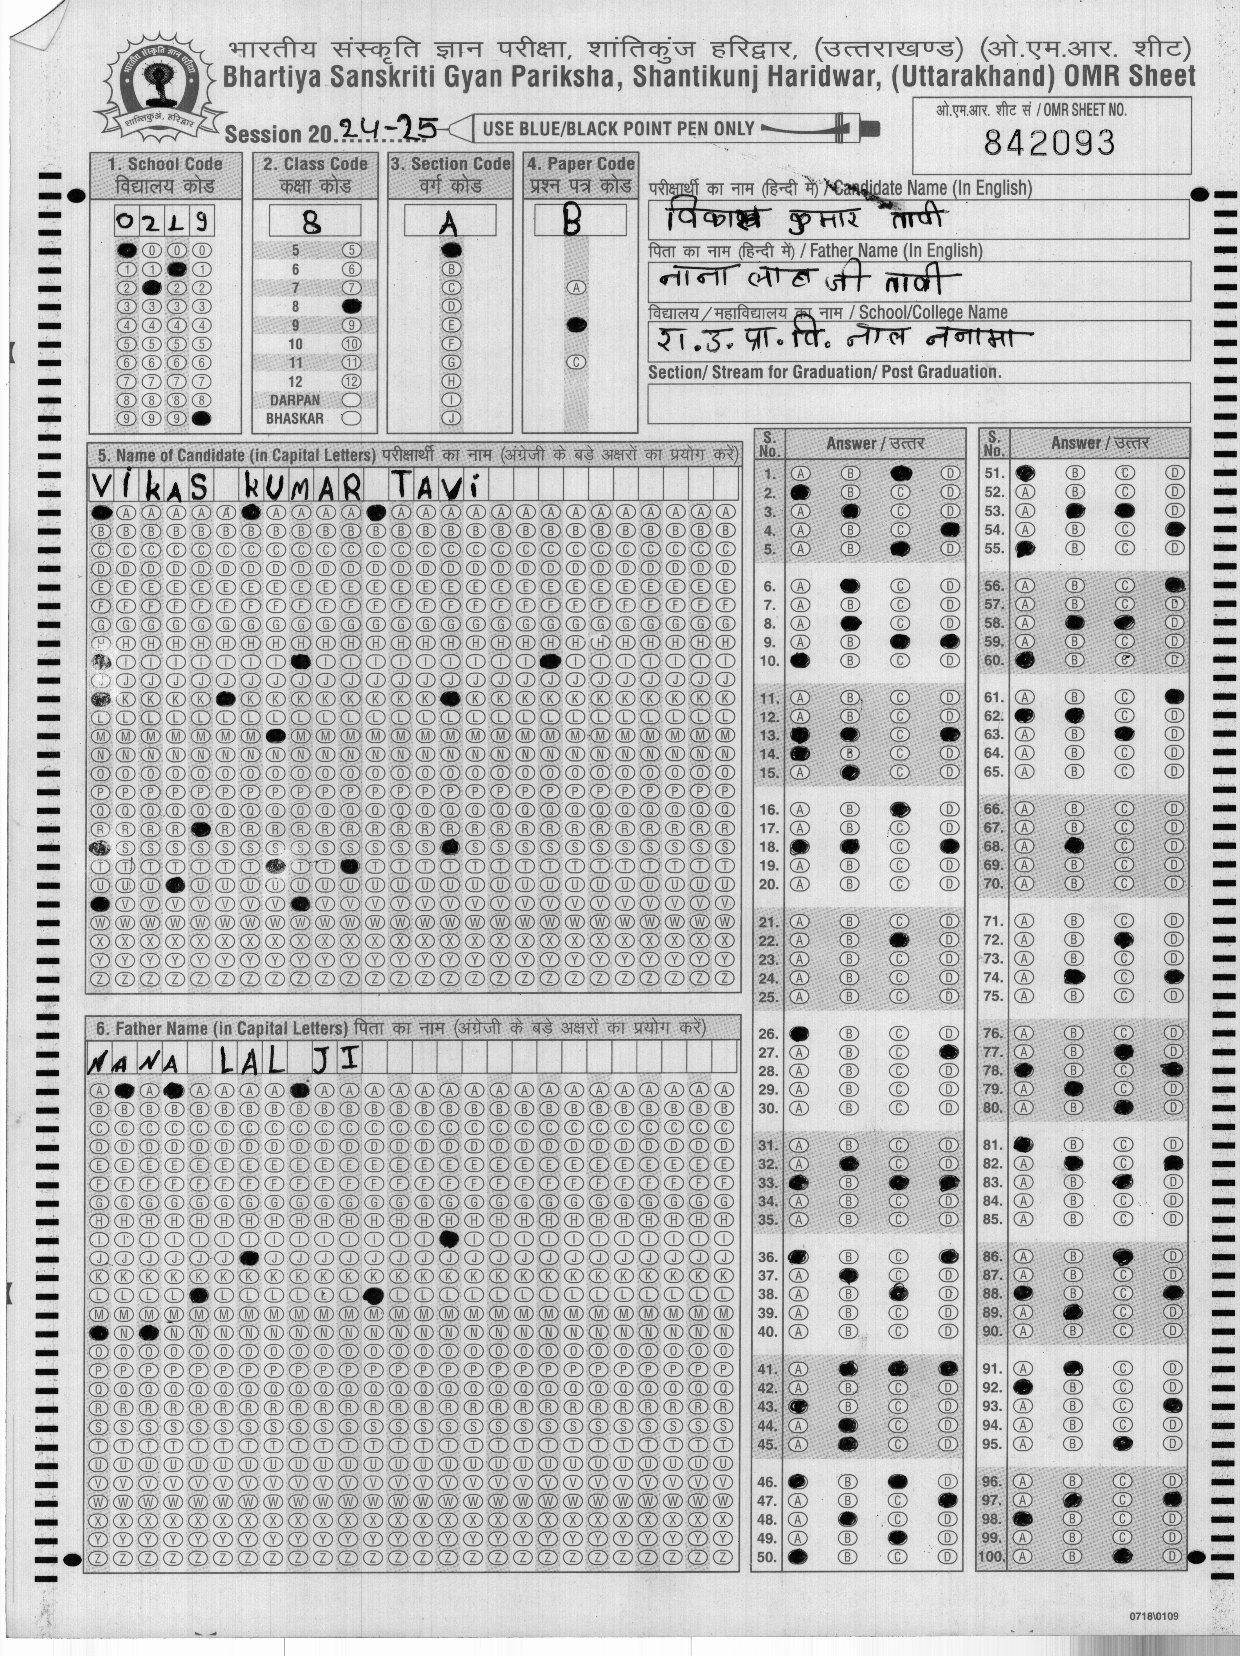 भारतीय संस्कृति ज्ञान परीक्षा, शांतिकुंज हरिद्वार, (उत्तराखण्ड) (ओ.एम.आर. शीट)
Bhartiya Sanskriti Gyan Pariksha, Shantikunj Haridwar, (Uttarakhand) OMR Sheet
Session 2024-25
USE BLUE/BLACK POINT PEN ONLY
ओ.एम.आर. शीट सं / OMR SHEET NO.
842093
1. School Code
विद्यालय कोड
0219
2. Class Code
कक्षा कोड
8
5 6 7 8 9 10 11 12 DARPAN BHASKAR
3. Section Code
वर्ग कोड
A
4. Paper Code
प्रश्न पत्र कोड
B
परीक्षार्थी का नाम (हिन्दी में) / Candidate Name (In English)
विकास कुमार तावी
पिता का नाम (हिन्दी में) / Father Name (In English)
नाना लाल जी तावी
विद्यालय / महाविद्यालय का नाम / School/College Name
रा.उ.प्रा.वि. नाल ननामा
Section/ Stream for Graduation/ Post Graduation.
5. Name of Candidate (in Capital Letters) परीक्षार्थी का नाम (अंग्रेजी के बड़े अक्षरों का प्रयोग करें)
VikAS kUMAR TAVi
6. Father Name (in Capital Letters) पिता का नाम (अंग्रेजी के बड़े अक्षरों का प्रयोग करें)
NANA LAL JI
S. No. Answer / उत्तर
S. No. Answer / उत्तर
0718\0109